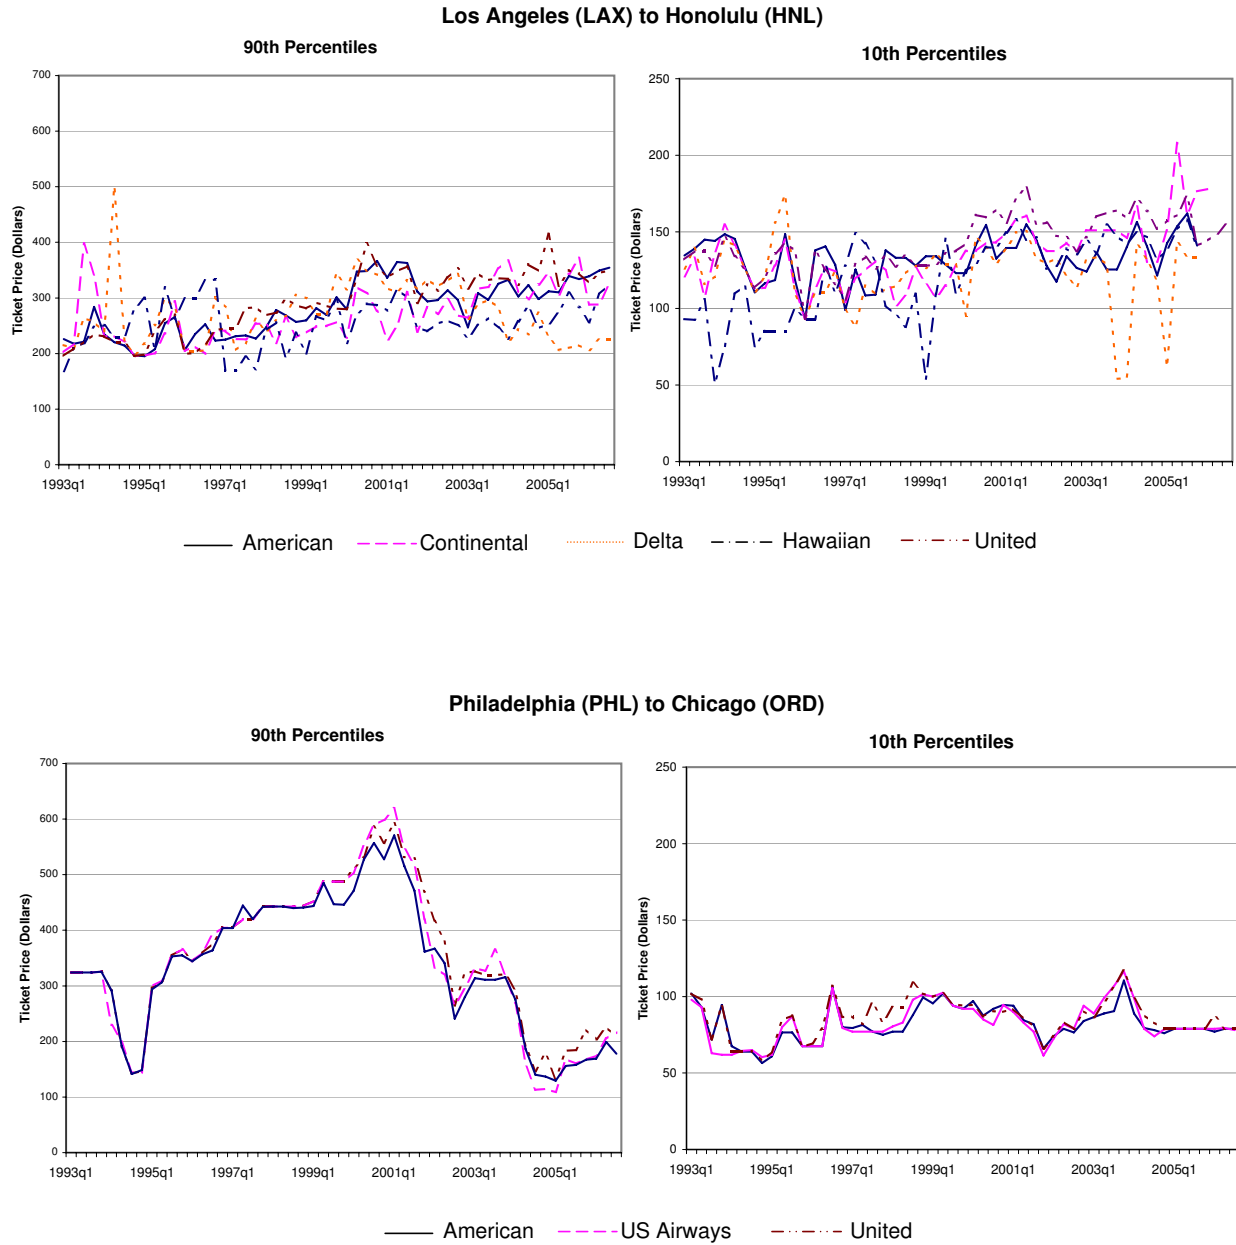 Los Angeles (LAX) to Honolulu (HNL)
90th Percentiles
Ticket Price (Dollars)
700
600
500
400
300
200
100
0
1993q1 1995q1 1997q1 1999q1 2001q1 2003q1 2005q1
10th Percentiles
Ticket Price (Dollars)
250
200
150
100
50
0
1993q1 1995q1 1997q1 1999q1 2001q1 2003q1 2005q1
American Continental Delta Hawaiian United
Philadelphia (PHL) to Chicago (ORD)
90th Percentiles
Ticket Price (Dollars)
700
600
500
400
300
200
100
0
1993q1 1995q1 1997q1 1999q1 2001q1 2003q1 2005q1
10th Percentiles
Ticket Price (Dollars)
250
200
150
100
50
0
1993q1 1995q1 1997q1 1999q1 2001q1 2003q1 2005q1
American US Airways United